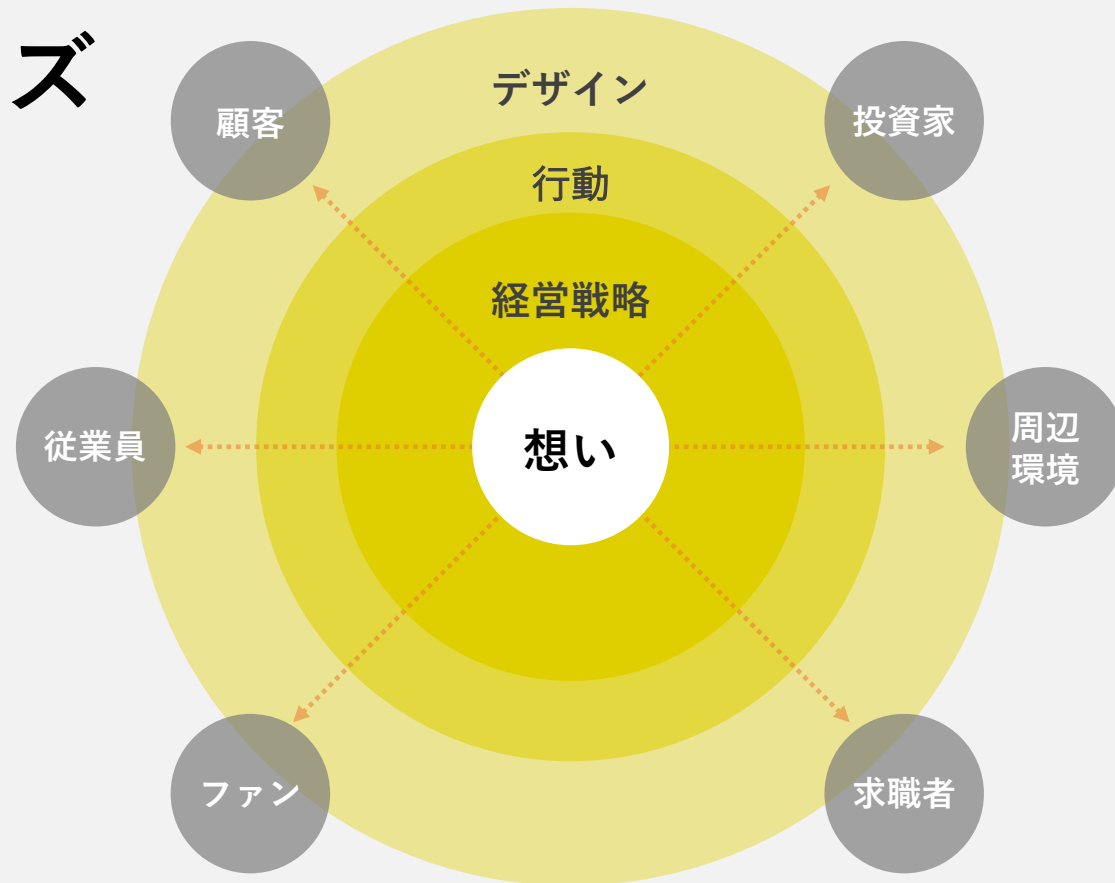 ズ
デザイン
顧客
投資家
行動
経営戦略
従業員
想い
周辺
環境
ファン
求職者